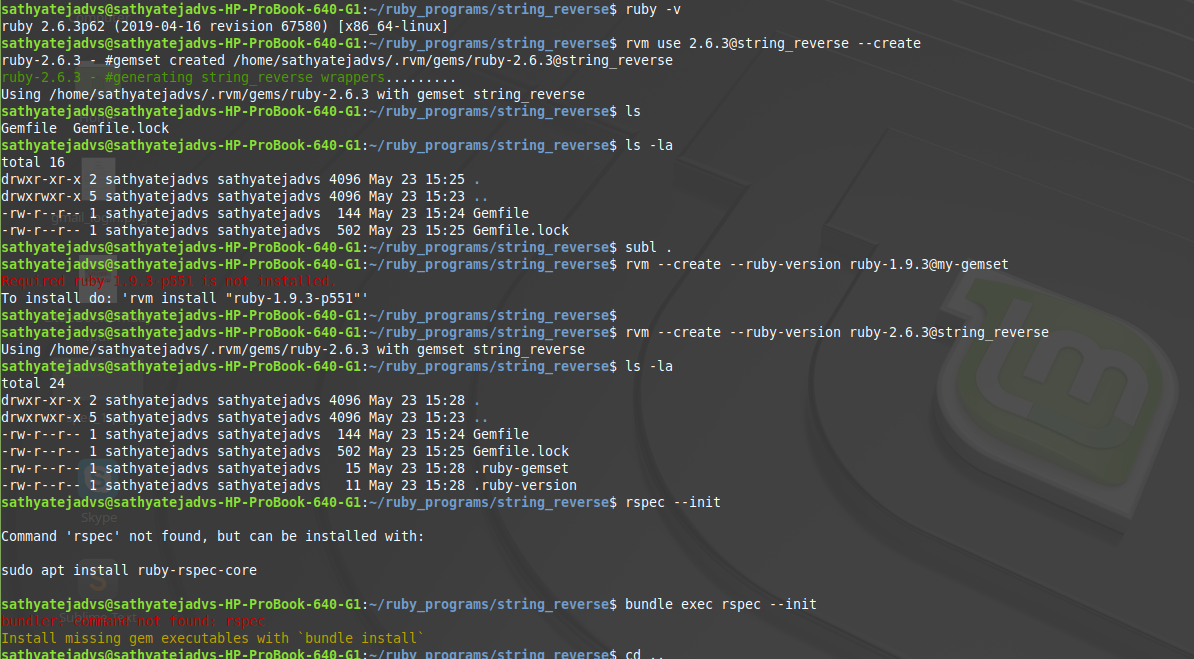 sathyatejadvs@sathyatejadvs-HP-ProBook-640-G1:~/ruby_programs/string_reverse$ ruby -v
ruby 2.6.3p62 (2019-04-16 revision 67580) [x86_64-linux]
sathyatejadvs@sathyatejadvs-HP-ProBook-640-G1:~/ruby_programs/string_reverse$ rvm use 2.6.3@string_reverse --create
ruby-2.6.3 - #gemset created /home/sathyatejadvs/.rvm/gems/ruby-2.6.3@string_reverse
ruby-2.6.3 - #generating string_reverse wrappers.........
Using /home/sathyatejadvs/.rvm/gems/ruby-2.6.3 with gemset string_reverse
sathyatejadvs@sathyatejadvs-HP-ProBook-640-G1:~/ruby_programs/string_reverse$ ls
Gemfile  Gemfile.lock
sathyatejadvs@sathyatejadvs-HP-ProBook-640-G1:~/ruby_programs/string_reverse$ ls -la
total 16
drwxr-xr-x 2 sathyatejadvs sathyatejadvs 4096 May 23 15:25 .
drwxrwxr-x 5 sathyatejadvs sathyatejadvs 4096 May 23 15:23 ..
-rw-r--r-- 1 sathyatejadvs sathyatejadvs  144 May 23 15:24 Gemfile
-rw-r--r-- 1 sathyatejadvs sathyatejadvs  502 May 23 15:25 Gemfile.lock
sathyatejadvs@sathyatejadvs-HP-ProBook-640-G1:~/ruby_programs/string_reverse$ subl .
sathyatejadvs@sathyatejadvs-HP-ProBook-640-G1:~/ruby_programs/string_reverse$ rvm --create --ruby-version ruby-1.9.3@my-gemset
Required ruby-1.9.3-p551 is not installed.
To install do: 'rvm install "ruby-1.9.3-p551"'
sathyatejadvs@sathyatejadvs-HP-ProBook-640-G1:~/ruby_programs/string_reverse$
sathyatejadvs@sathyatejadvs-HP-ProBook-640-G1:~/ruby_programs/string_reverse$ rvm --create --ruby-version ruby-2.6.3@string_reverse
Using /home/sathyatejadvs/.rvm/gems/ruby-2.6.3 with gemset string_reverse
sathyatejadvs@sathyatejadvs-HP-ProBook-640-G1:~/ruby_programs/string_reverse$ ls -la
total 24
drwxr-xr-x 2 sathyatejadvs sathyatejadvs 4096 May 23 15:28 .
drwxrwxr-x 5 sathyatejadvs sathyatejadvs 4096 May 23 15:23 ..
-rw-r--r-- 1 sathyatejadvs sathyatejadvs  144 May 23 15:24 Gemfile
-rw-r--r-- 1 sathyatejadvs sathyatejadvs  502 May 23 15:25 Gemfile.lock
-rw-r--r-- 1 sathyatejadvs sathyatejadvs   15 May 23 15:28 .ruby-gemset
-rw-r--r-- 1 sathyatejadvs sathyatejadvs   11 May 23 15:28 .ruby-version
sathyatejadvs@sathyatejadvs-HP-ProBook-640-G1:~/ruby_programs/string_reverse$ rspec --init
Skype
Command 'rspec' not found, but can be installed with:
sudo apt install ruby-rspec-core
sathyatejadvs@sathyatejadvs-HP-ProBook-640-G1:~/ruby_programs/string_reverse$ bundle exec rspec --init
bundler: command not found: rspec
Install missing gem executables with `bundle install`
sathyatejadvs@sathyatejadvs-HP-ProBook-640-G1:~/ruby_programs/string_reverse$ cd ..